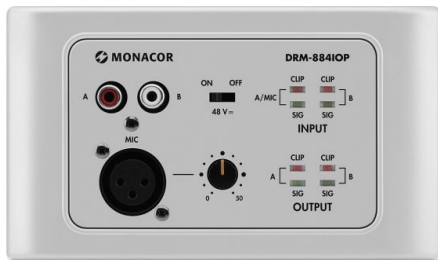 MONACOR
DRM-884IOP
A
B
ON OFF
48 V⎓
MIC
0 50
CLIP CLIP
A/MIC B
SIG SIG
INPUT
CLIP CLIP
A B
SIG SIG
OUTPUT